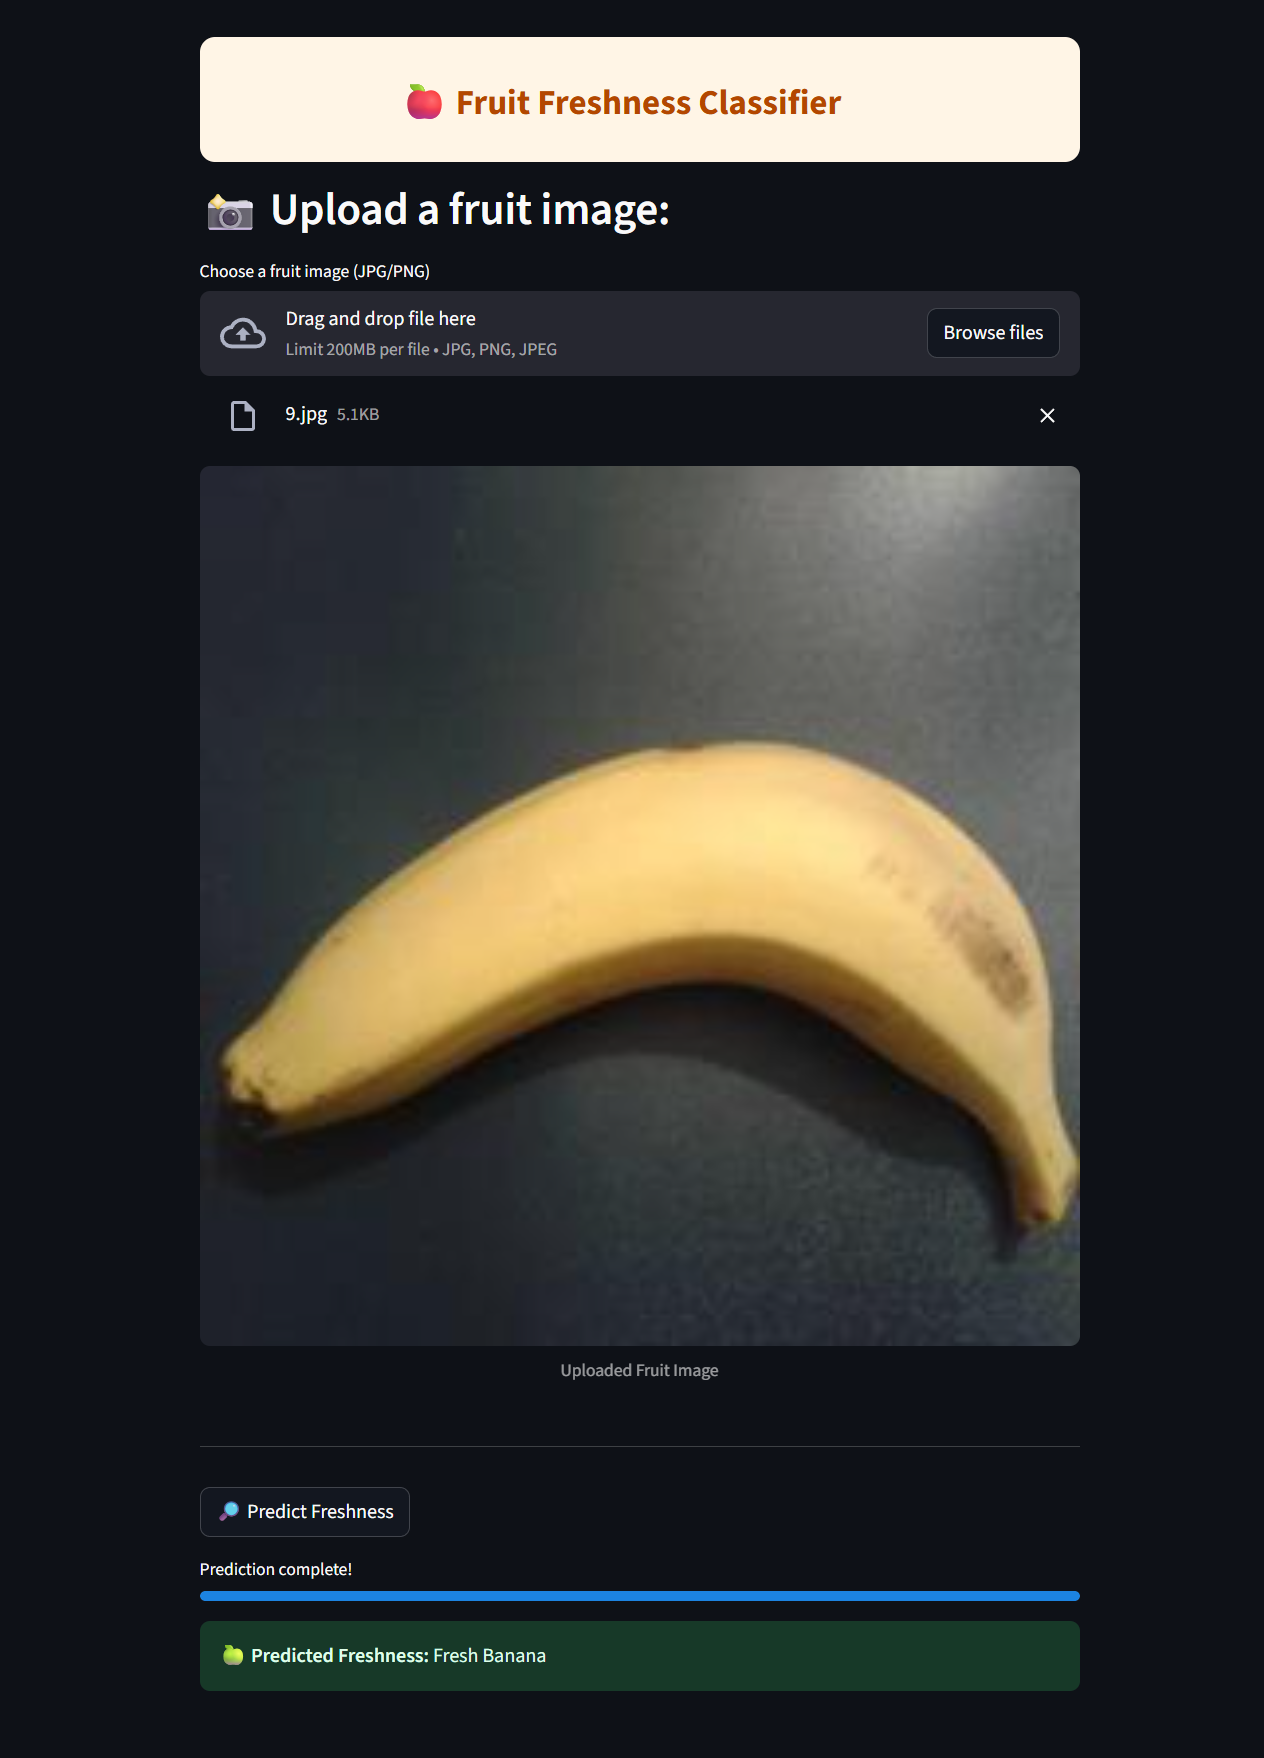 Fruit Freshness Classifier
Upload a fruit image:
Choose a fruit image (JPG/PNG)
Drag and drop file here
Limit 200MB per file • JPG, PNG, JPEG
Browse files
9.jpg 5.1KB
Uploaded Fruit Image
Predict Freshness
Prediction complete!
Predicted Freshness: Fresh Banana